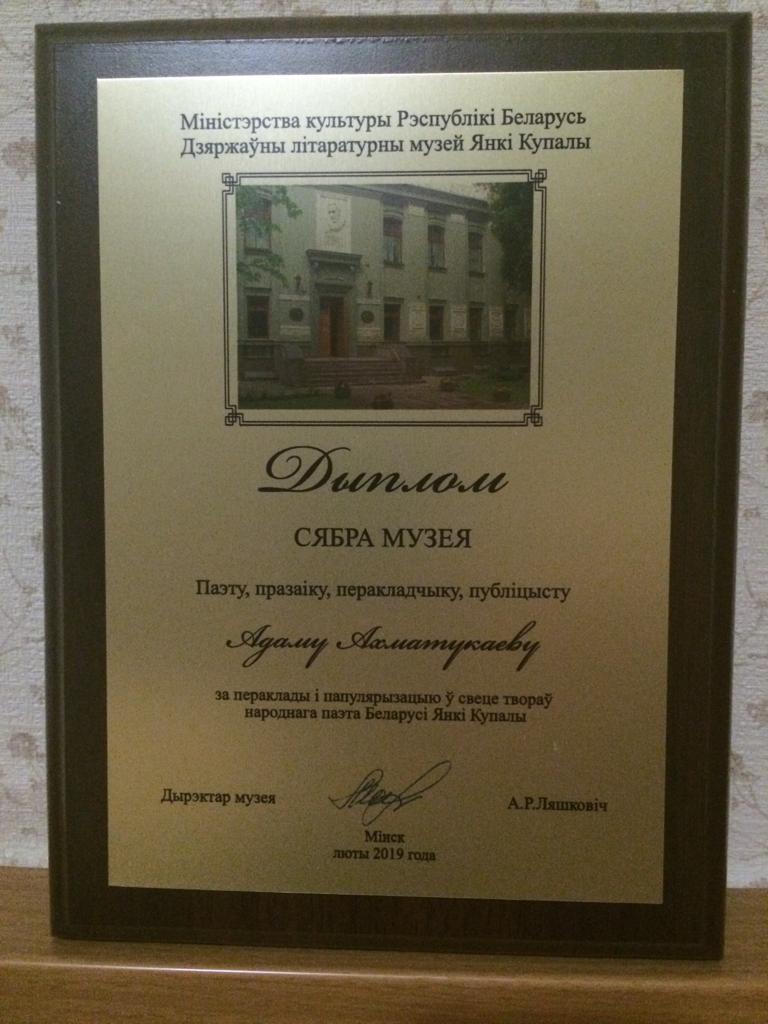 Міністэрства культуры Рэспублікі Беларусь
Дзяржаўны літаратурны музей Янкі Купалы
Дыплом
СЯБРА МУЗЕЯ
Паэту, празаіку, перакладчыку, публіцысту
Адаму Ахматукаеву
за пераклады і папулярызацыю ў свеце твораў
народнага паэта Беларусі Янкі Купалы
Дырэктар музея А.Р.Ляшковіч
Мінск
люты 2019 года